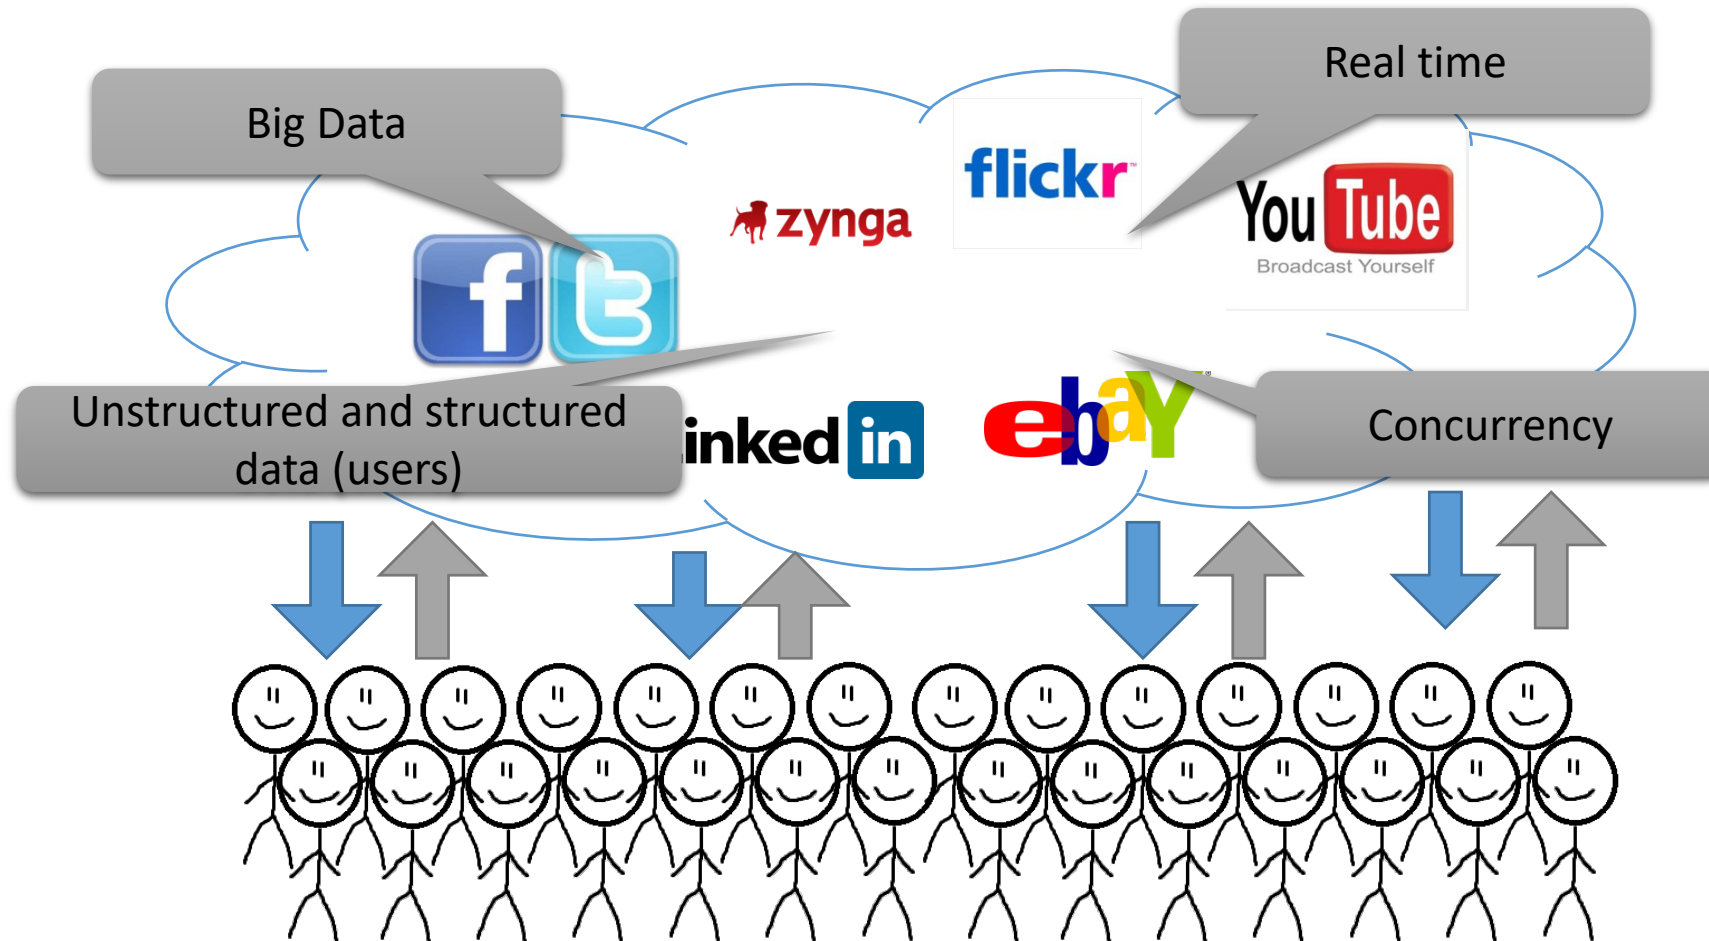 Real time
Big Data
flickr
zynga
You Tube
Broadcast Yourself
f
t
Unstructured and structured
data (users)
inked in
ebaY
Concurrency